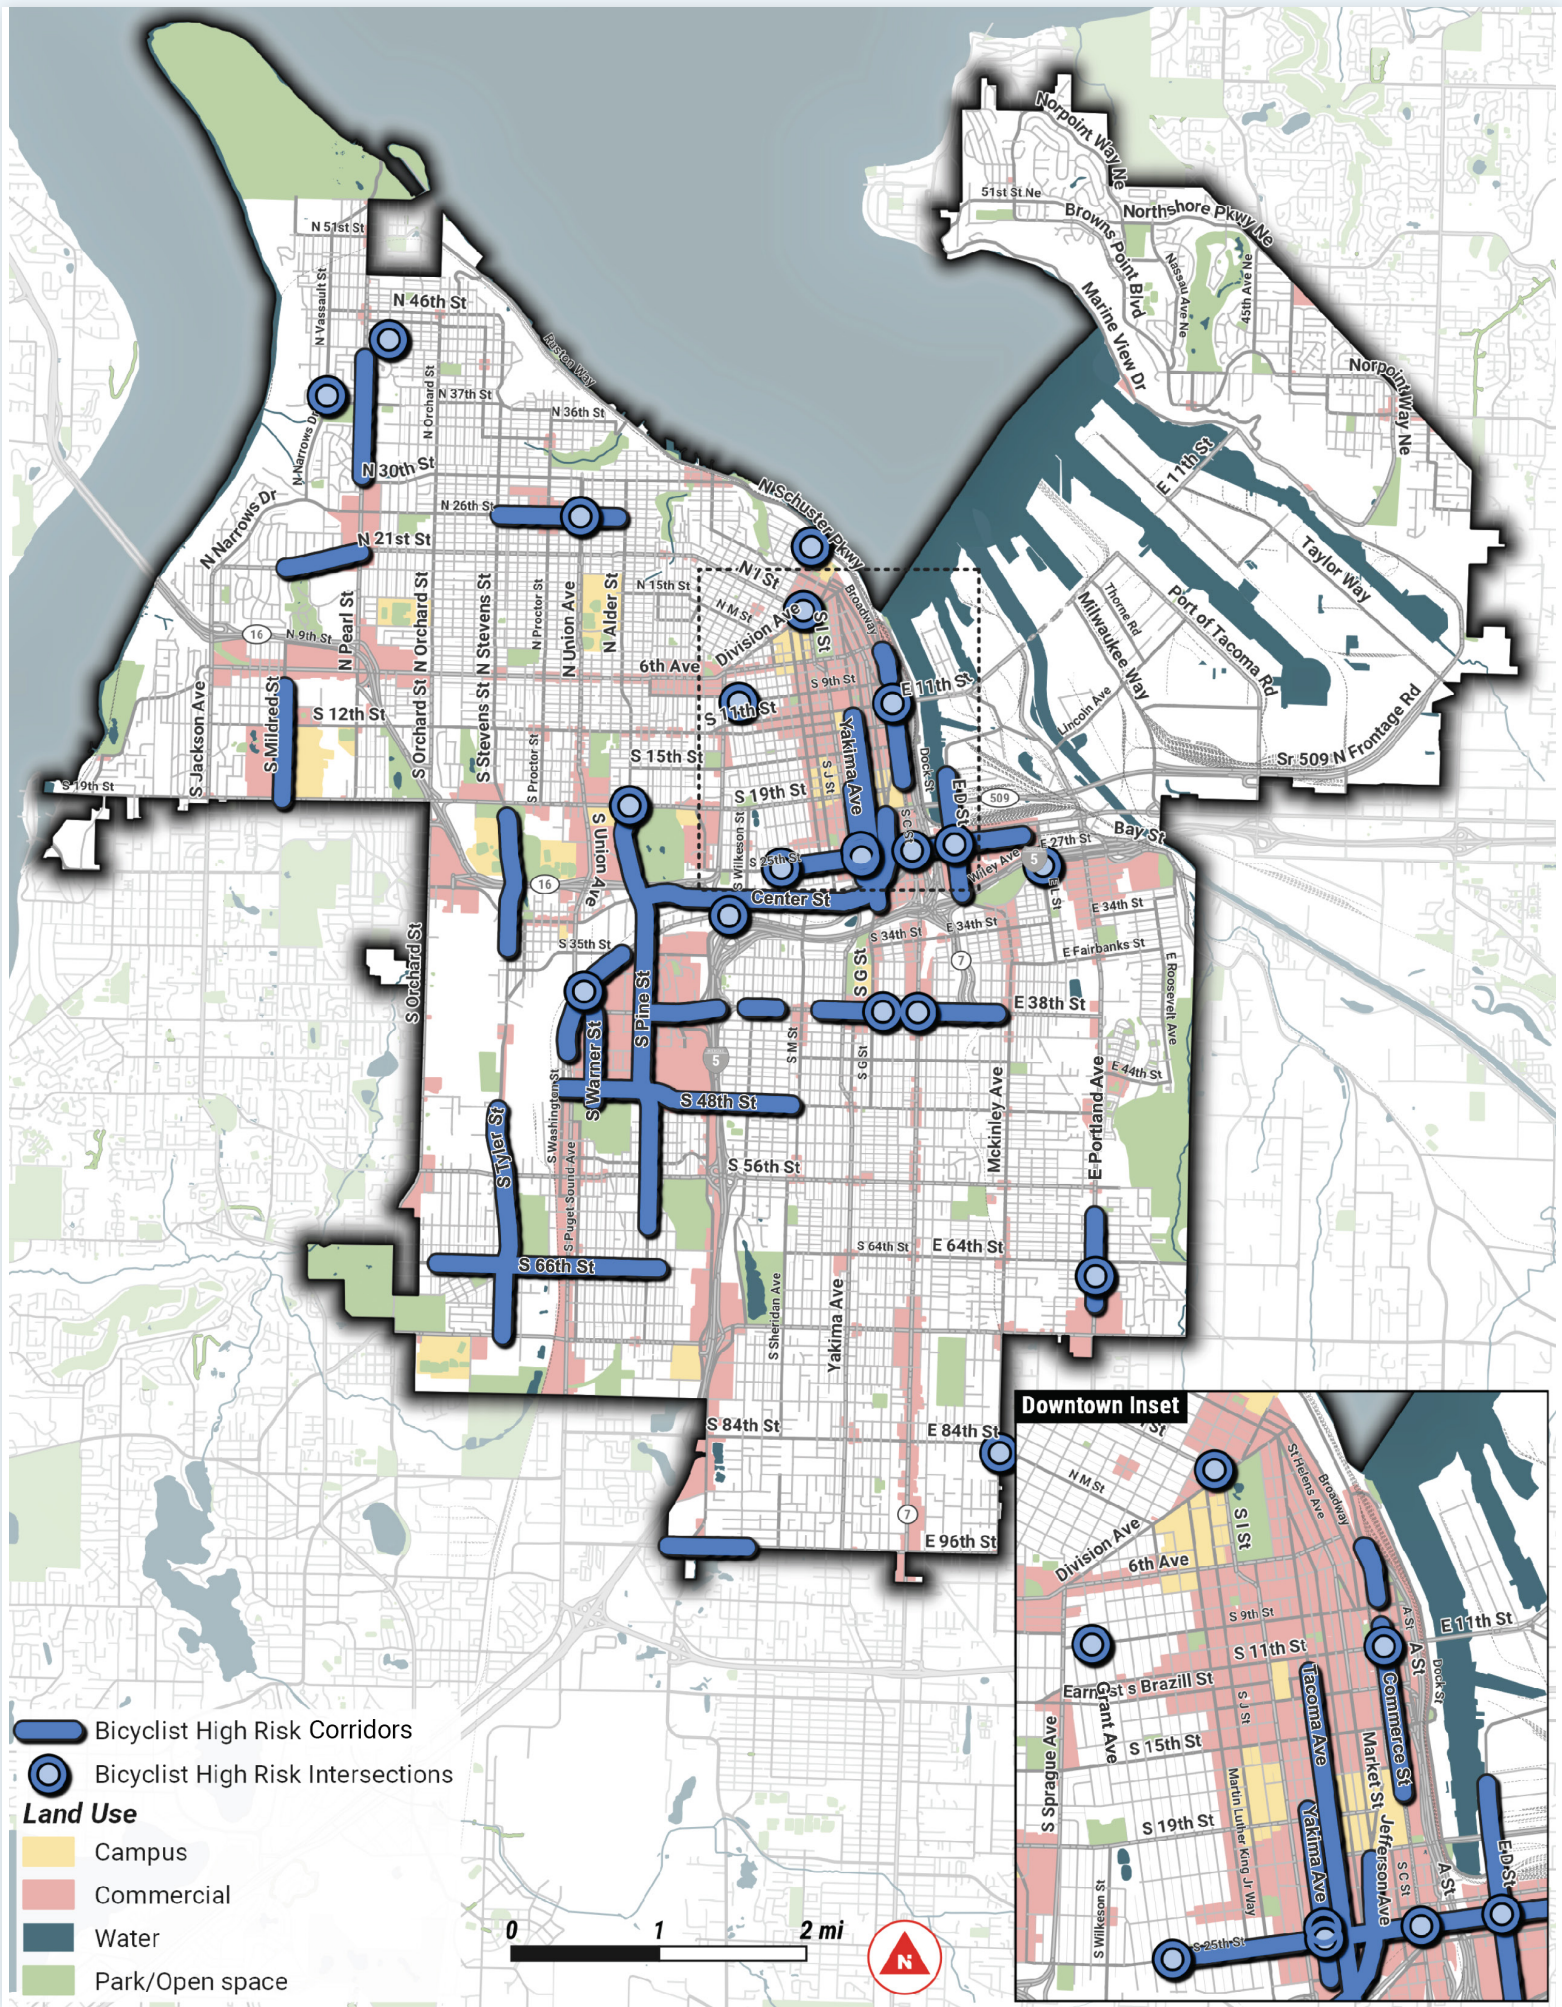 Norpoint Way Ne
51st St Ne
Browns Point Blvd
Northshore Pkwy Ne
N 51st St
Nassau Ave Ne
45th Ave Ne
N Vassault St
N 46th St
Marine View Dr
Ruston Way
N Orchard St
N 37th St
N 36th St
Norpoint Way Ne
N Narrows Dr
N 30th St
E 11th St
N Narrows Dr
N 26th St
N Schuster Pkwy
N 21st St
Taylor Way
N I St
N 15th St
N M St
Broadway
Thorne Rd
Port of Tacoma Rd
Milwaukee Way
16
N 9th St
N Pearl St
N Orchard St
N Stevens St
N Proctor St
N Union Ave
N Alder St
Division Ave
S I St
6th Ave
S 9th St
E 11th St
S Jackson Ave
S Mildred St
S 12th St
S Orchard St
S Stevens St
S 11th St
Lincoln Ave
Sr 509 N Frontage Rd
S Proctor St
S 15th St
Yakima Ave
S J St
Dock St
S 19th St
S 19th St
E D St
509
S C St
Bay St
E 27th St
S Union Ave
S Wilkeson St
S 25th St
Wiley Ave
5
16
Center St
E L St
E 34th St
S Orchard St
S 35th St
S 34th St
E 34th St
E Fairbanks St
7
S G St
E Roosevelt Ave
S Pine St
E 38th St
S Warner St
S M St
S G St
5
E 44th St
S Washington St
S 48th St
Mckinley Ave
E Portland Ave
S Tyler St
S Puget Sound Ave
S 56th St
S 64th St
E 64th St
S 66th St
S Sheridan Ave
Yakima Ave
S 84th St
E 84th St
7
E 96th St
Downtown Inset
St
N M St
St Helens Ave
Broadway
Division Ave
S I St
6th Ave
S 9th St
A St
E 11th St
S 11th St
A St
Dock St
Earnest s Brazill St
Grant Ave
Tacoma Ave
Commerce St
S J St
S Sprague Ave
S 15th St
Market St
Martin Luther King Jr Way
S 19th St
Yakima Ave
Jefferson Ave
E D St
S C St
A St
S Wilkeson St
S 25th St
Bicyclist High Risk Corridors
Bicyclist High Risk Intersections
Land Use
Campus
Commercial
Water
Park/Open space
0 1 2 mi
N